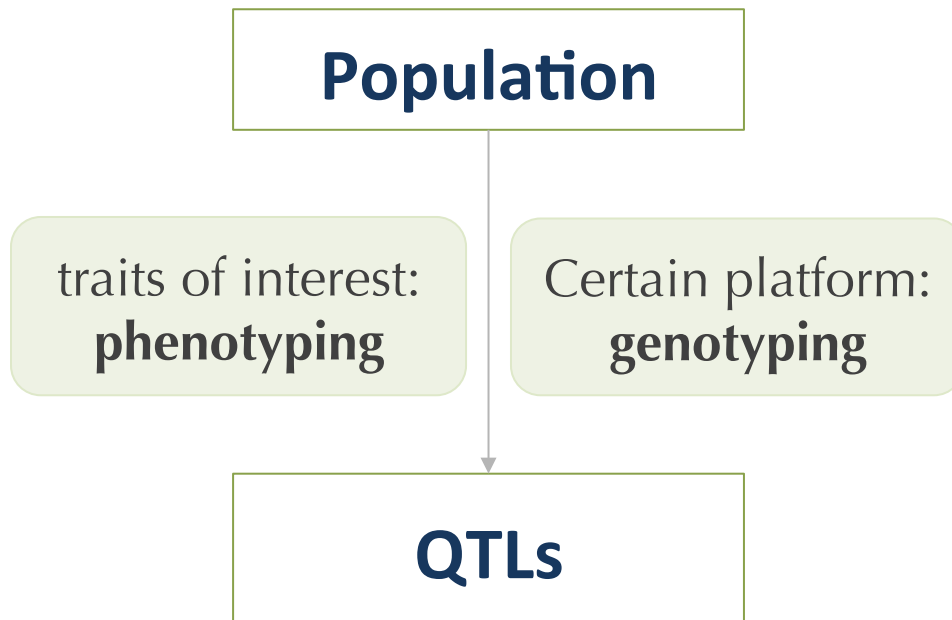 Population
traits of interest:
phenotyping
Certain platform:
genotyping
QTLs